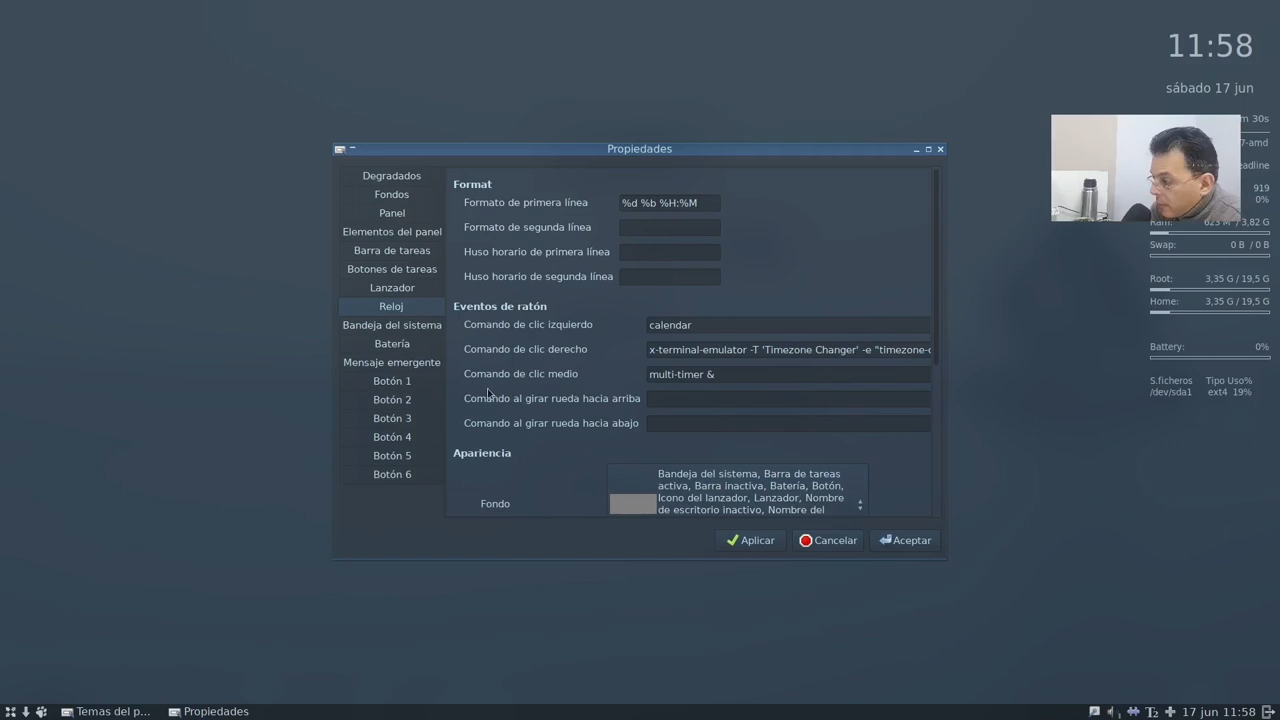 11:58
sábado 17 jun
m 30s
7-amd
eadline
919
0%
Ram: 623 M / 3,82 G
Swap: 0 B / 0 B
Root: 3,35 G / 19,5 G
Home: 3,35 G / 19,5 G
Battery: 0%
S.ficheros Tipo Uso%
/dev/sda1 ext4 19%
Propiedades
Degradados
Fondos
Panel
Elementos del panel
Barra de tareas
Botones de tareas
Lanzador
Reloj
Bandeja del sistema
Batería
Mensaje emergente
Botón 1
Botón 2
Botón 3
Botón 4
Botón 5
Botón 6
Format
Formato de primera línea %d %b %H:%M
Formato de segunda línea
Huso horario de primera línea
Huso horario de segunda línea
Eventos de ratón
Comando de clic izquierdo calendar
Comando de clic derecho x-terminal-emulator -T 'Timezone Changer' -e "timezone-c
Comando de clic medio multi-timer &
Comando al girar rueda hacia arriba
Comando al girar rueda hacia abajo
Apariencia
Fondo
Bandeja del sistema, Barra de tareas
activa, Barra inactiva, Batería, Botón,
Icono del lanzador, Lanzador, Nombre
de escritorio inactivo, Nombre del
Aplicar Cancelar Aceptar
Temas del p... Propiedades 17 jun 11:58